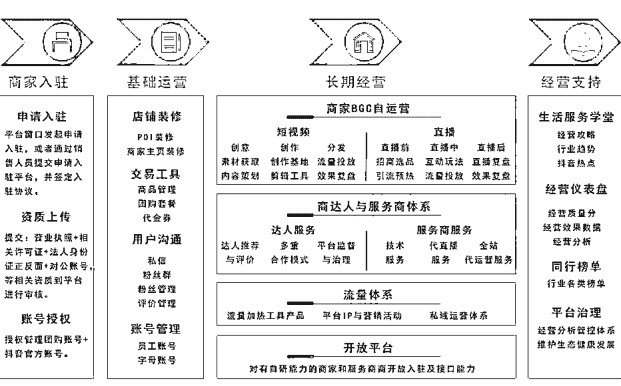 商家入驻
基础运营
长期经营
经营支持
申请入驻
平台窗口发起申请
入驻，或者通过销
售人员提交申请入
驻平台，并签定入
驻协议。
资质上传
提交：营业执照+相
关许可证+法人身份
证正反面+对公账号，
等相关资质到平台
进行审核。
账号授权
授权管理团购账号+
抖音官方账号。
店铺装修
POI装修
商家主页装修
交易工具
商品管理
团购套餐
代金券
用户沟通
私信
粉丝群
粉丝管理
评价管理
账号管理
员工账号
字母账号
商家BGC自运营
短视频
直播
创意 创作 分发
素材获取 创作基地 流量投放
内容策划 剪辑工具 效果复盘
直播前 直播中 直播后
招商选品 互动玩法 直播复盘
引流预热 流量投放 效果复盘
商达人与服务商体系
达人服务
服务商服务
达人推荐 多重 平台监督
与评价 合作模式 与治理
技术 代直播 全站
服务 服务 代运营服务
流量体系
流量加热工具产品 平台IP与营销活动 私域运营体系
开放平台
对有自研能力的商家和服务商商开放入驻及接口能力
生活服务学堂
经营攻略
行业趋势
抖音热点
经营仪表盘
经营质量分
经营效果数据
经营分析
同行榜单
行业各类榜单
平台治理
经营分析管控体系
维护生态健康发展